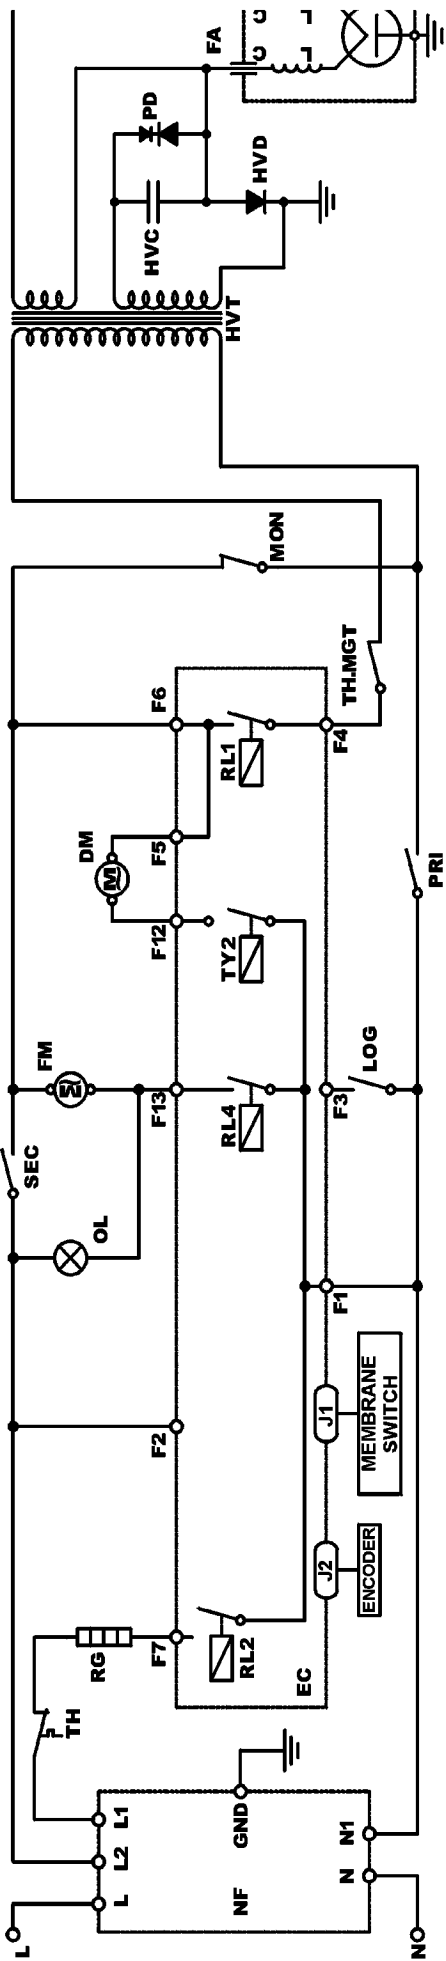 L
N
L
L2
L1
NF
GND
N
N1
TH
RG
F7
RL2
EC
J2
ENCODER
F2
J1
MEMBRANE
SWITCH
OL
SEC
F1
FM
F13
RL4
F3
LOG
DM
F12
TY2
F5
PRI
F6
RL1
F4
TH.MGT
MON
HVT
HVC
HVD
PD
FA